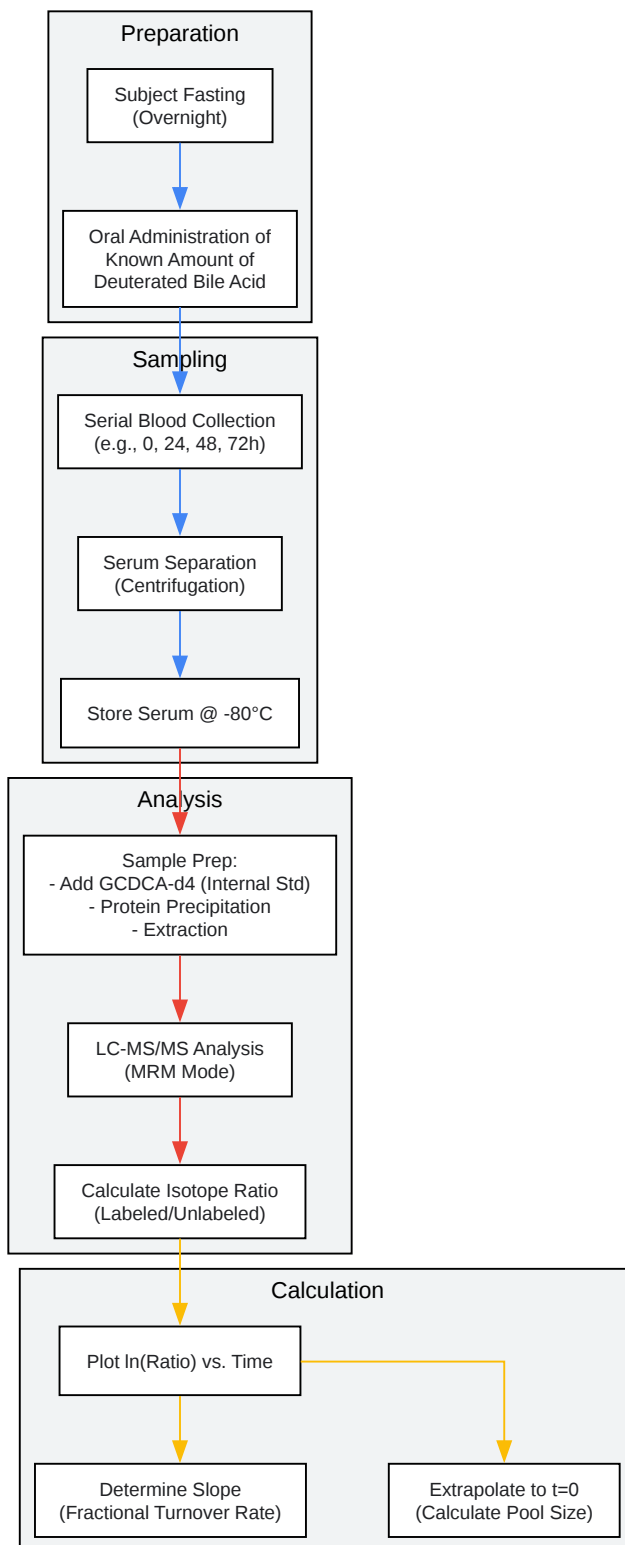 Preparation
Subject Fasting
(Overnight)
Oral Administration of
Known Amount of
Deuterated Bile Acid
Sampling
Serial Blood Collection
(e.g., 0, 24, 48, 72h)
Serum Separation
(Centrifugation)
Store Serum @ -80°C
Analysis
Sample Prep:
- Add GCDCA-d4 (Internal Std)
- Protein Precipitation
- Extraction
LC-MS/MS Analysis
(MRM Mode)
Calculate Isotope Ratio
(Labeled/Unlabeled)
Calculation
Plot ln(Ratio) vs. Time
Determine Slope
(Fractional Turnover Rate)
Extrapolate to t=0
(Calculate Pool Size)